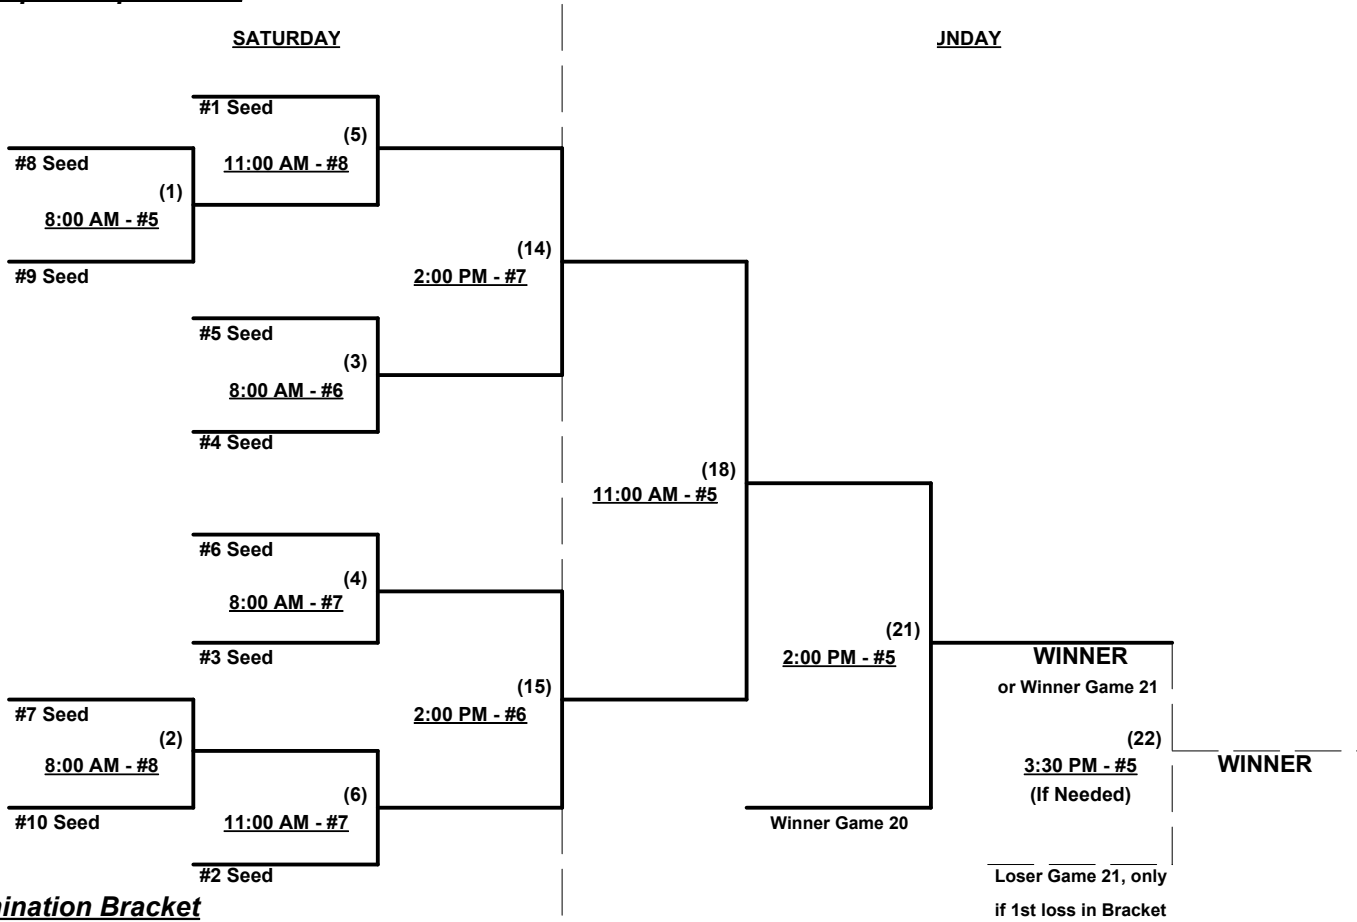 SATURDAY
#1 Seed
(5)
#8 Seed
11:00 AM - #8
(1)
8:00 AM - #5
#9 Seed
(14)
2:00 PM - #7
#5 Seed
(3)
8:00 AM - #6
#4 Seed
(18)
11:00 AM - #5
#6 Seed
(4)
8:00 AM - #7
#3 Seed
(21)
2:00 PM - #5
WINNER
or Winner Game 21
(15)
2:00 PM - #6
#7 Seed
(2)
8:00 AM - #8
(22)
3:30 PM - #5
WINNER
(If Needed)
(6)
#10 Seed
11:00 AM - #7
Winner Game 20
#2 Seed
Loser Game 21, only
if 1st loss in Bracket
Bracket